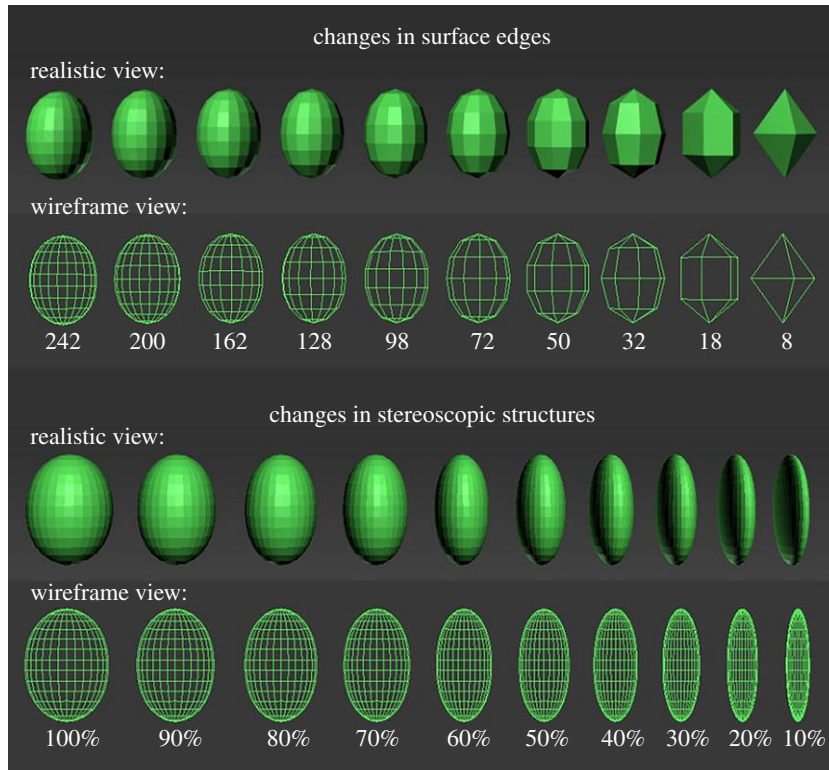 changes in surface edges
realistic view:
wireframe view:
242 200 162 128 98 72 50 32 18 8
changes in stereoscopic structures
realistic view:
wireframe view:
100% 90% 80% 70% 60% 50% 40% 30% 20% 10%